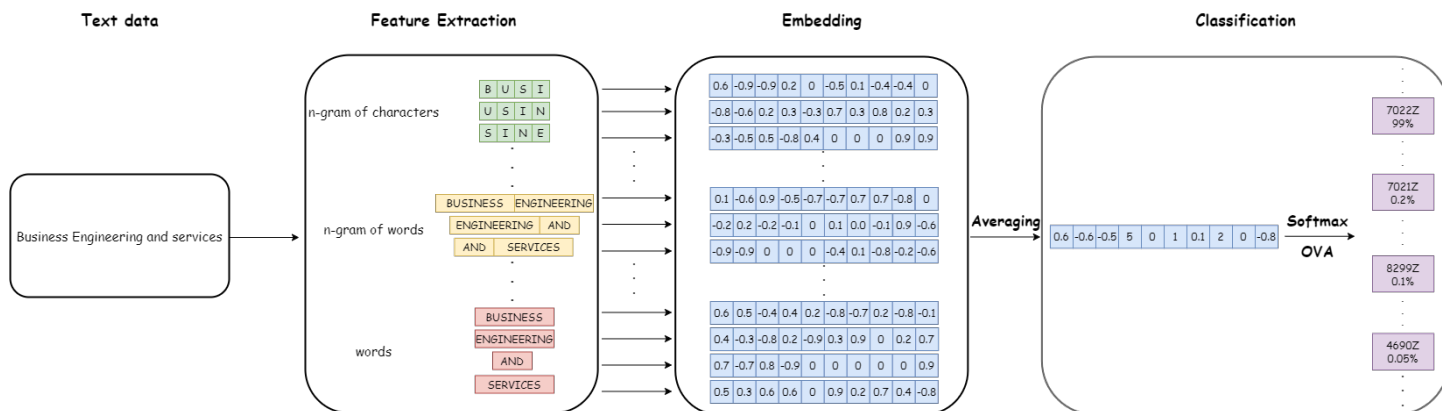 Text data
Feature Extraction
Embedding
Classification
Business Engineering and services
n-gram of characters
B U S I
U S I N
S I N E
n-gram of words
BUSINESS ENGINEERING
ENGINEERING AND
AND SERVICES
words
BUSINESS
ENGINEERING
AND
SERVICES
0.6 -0.9 -0.9 0.2 0 -0.5 0.1 -0.4 -0.4 0
-0.8 -0.6 0.2 0.3 -0.3 0.7 0.3 0.8 0.2 0.3
-0.3 -0.5 0.5 -0.8 0.4 0 0 0 0.9 0.9
0.1 -0.6 0.9 -0.5 -0.7 -0.7 0.7 0.7 -0.8 0
-0.2 0.2 -0.2 -0.1 0 0.1 0.0 -0.1 0.9 -0.6
-0.9 -0.9 0 0 0 -0.4 0.1 -0.8 -0.2 -0.6
0.6 0.5 -0.4 0.4 0.2 -0.8 -0.7 0.2 -0.8 -0.1
0.4 -0.3 -0.8 0.2 -0.9 0.3 0.9 0 0.2 0.7
0.7 -0.7 0.8 -0.9 0 0 0 0 0 0.9
0.5 0.3 0.6 0.6 0 0.9 0.2 0.7 0.4 -0.8
Averaging
0.6 -0.6 -0.5 5 0 1 0.1 2 0 -0.8
Softmax
OVA
7022Z
99%
7021Z
0.2%
8299Z
0.1%
4690Z
0.05%